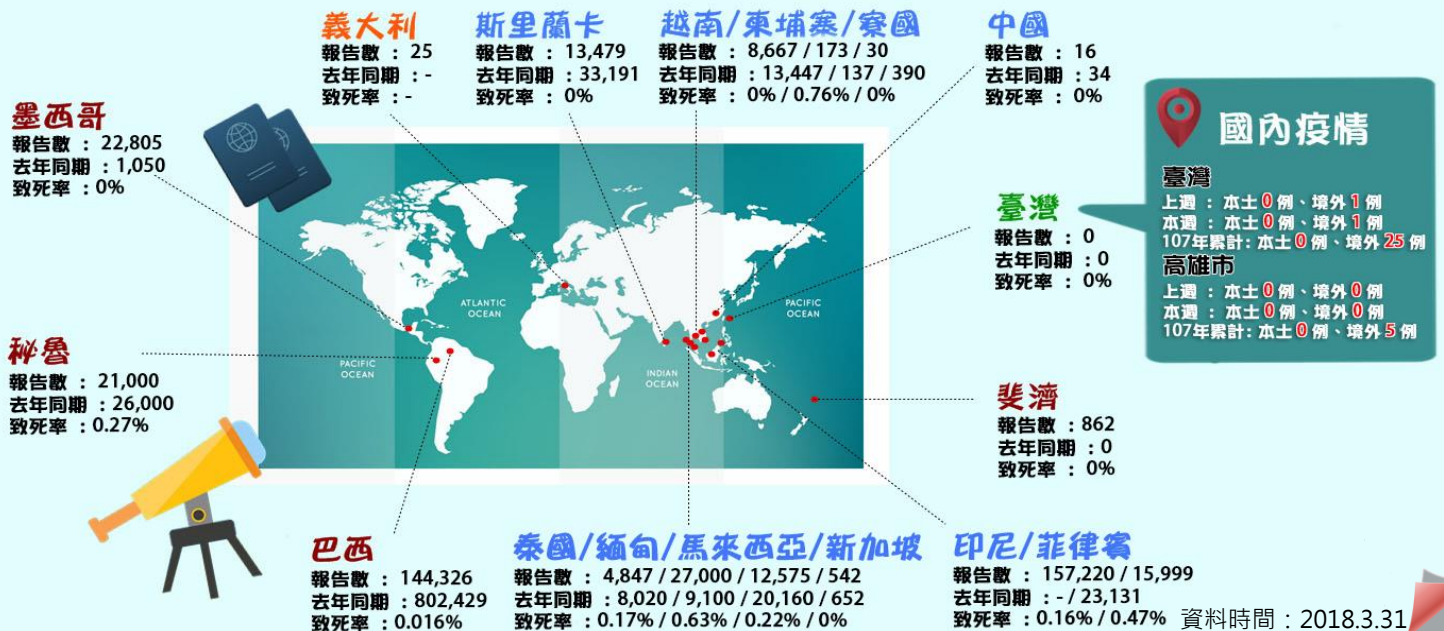 義大利
報告數 : 25
去年同期 : -
致死率 : -
斯里蘭卡
報告數 : 13,479
去年同期 : 33,191
致死率 : 0%
越南/柬埔寨/寮國
報告數 : 8,667 / 173 / 30
去年同期 : 13,447 / 137 / 390
致死率 : 0% / 0.76% / 0%
中國
報告數 : 16
去年同期 : 34
致死率 : 0%
墨西哥
報告數 : 22,805
去年同期 : 1,050
致死率 : 0%
國內疫情
臺灣
上週 : 本土0例、境外1例
本週 : 本土0例、境外1例
107年累計: 本土0例、境外25例
高雄市
上週 : 本土0例、境外0例
本週 : 本土0例、境外0例
107年累計: 本土0例、境外5例
臺灣
報告數 : 0
去年同期 : 0
致死率 : 0%
ATLANTIC
OCEAN
PACIFIC
OCEAN
PACIFIC
OCEAN
INDIAN
OCEAN
秘魯
報告數 : 21,000
去年同期 : 26,000
致死率 : 0.27%
斐濟
報告數 : 862
去年同期 : 0
致死率 : 0%
巴西
報告數 : 144,326
去年同期 : 802,429
致死率 : 0.016%
泰國/緬甸/馬來西亞/新加坡
報告數 : 4,847 / 27,000 / 12,575 / 542
去年同期 : 8,020 / 9,100 / 20,160 / 652
致死率 : 0.17% / 0.63% / 0.22% / 0%
印尼/菲律賓
報告數 : 157,220 / 15,999
去年同期 : - / 23,131
致死率 : 0.16% / 0.47%
資料時間：2018.3.31